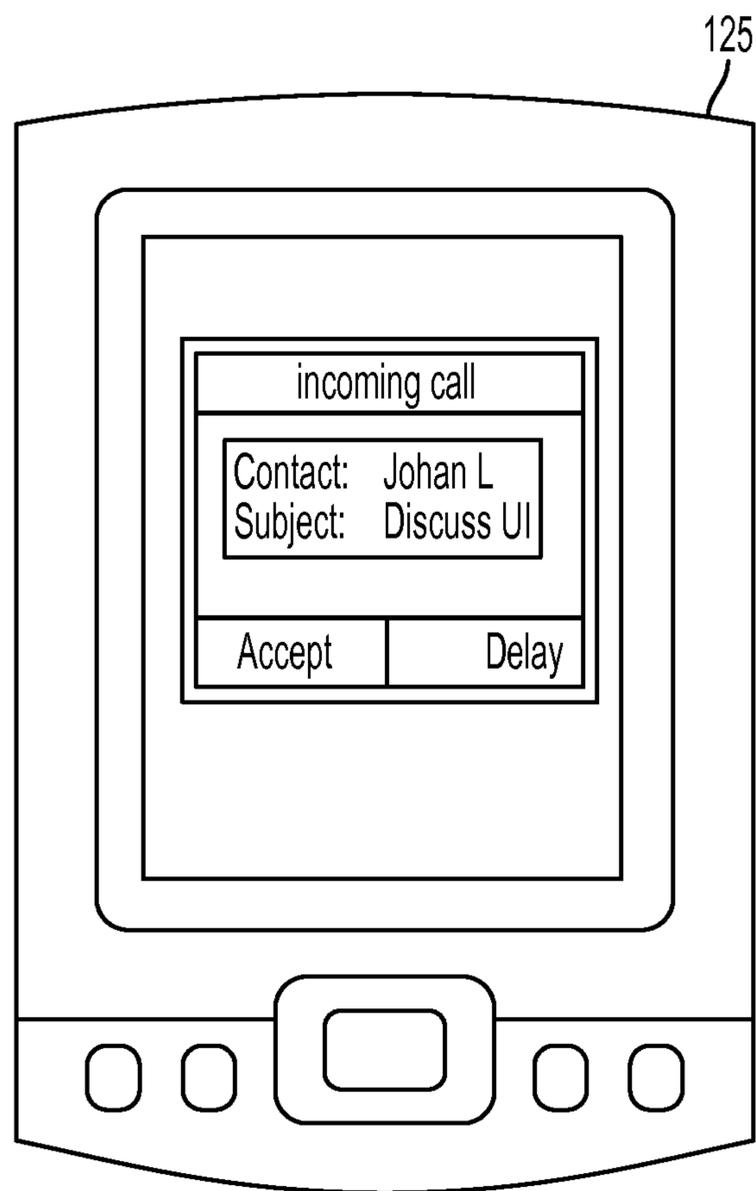 125
incoming call
Contact: Johan L
Subject: Discuss UI
Accept Delay